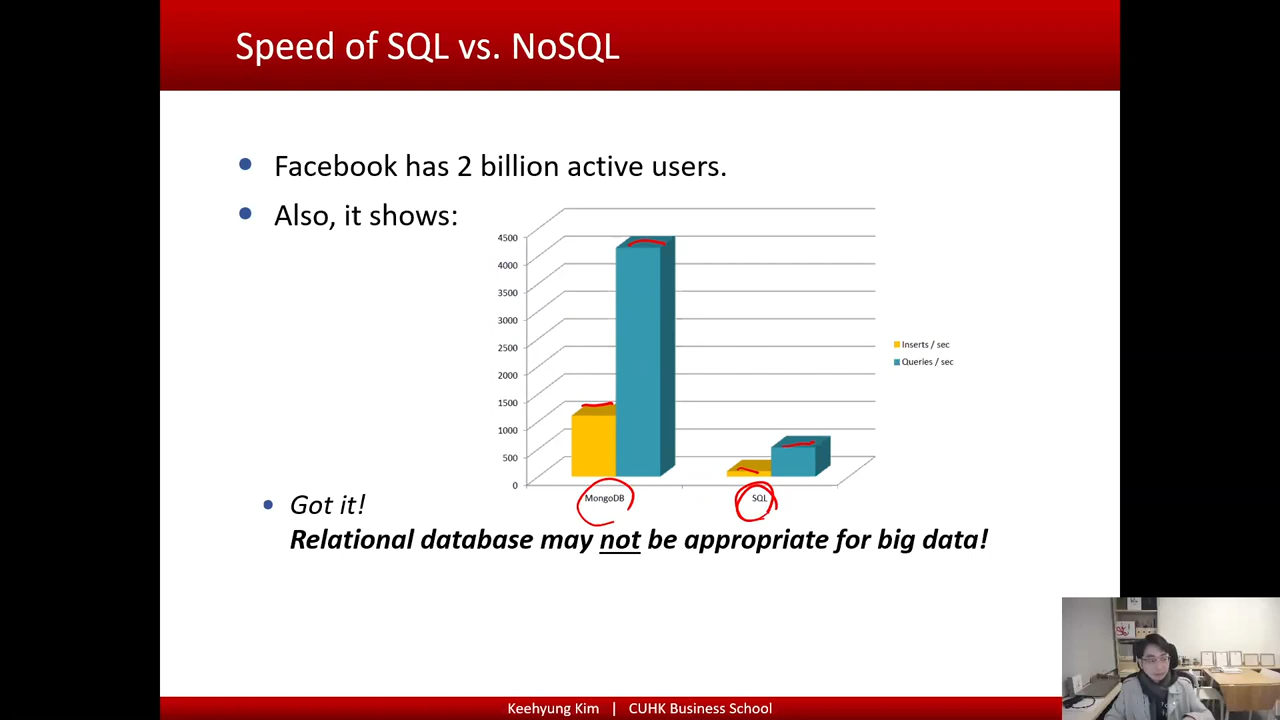 Speed of SQL vs. NoSQL
Facebook has 2 billion active users.
Also, it shows:
4500
4000
3500
3000
2500
2000
1500
1000
500
0
Inserts / sec
Queries / sec
MongoDB
SQL
Got it!
Relational database may not be appropriate for big data!
Keehyung Kim | CUHK Business School